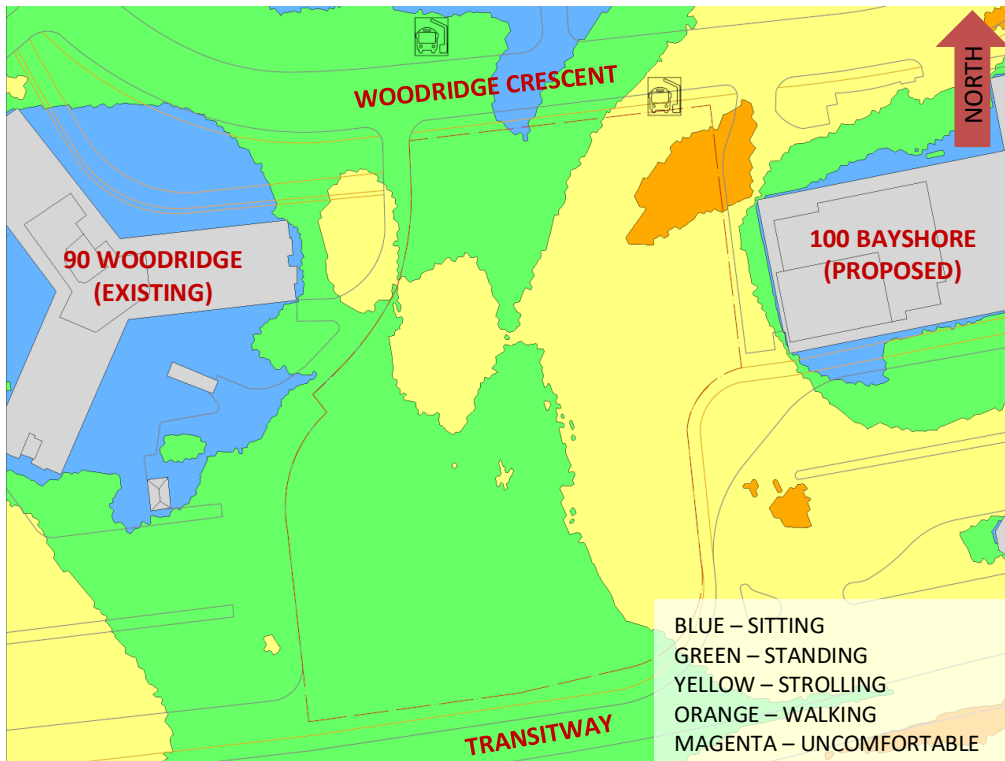 WOODRIDGE CRESCENT
NORTH
90 WOODRIDGE
(EXISTING)
100 BAYSHORE
(PROPOSED)
TRANSITWAY
BLUE – SITTING
GREEN – STANDING
YELLOW – STROLLING
ORANGE – WALKING
MAGENTA – UNCOMFORTABLE